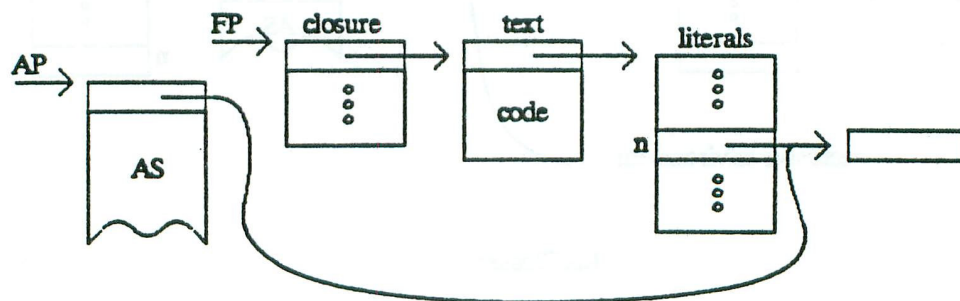 FP
closure
text
literals
AP
code
n
AS